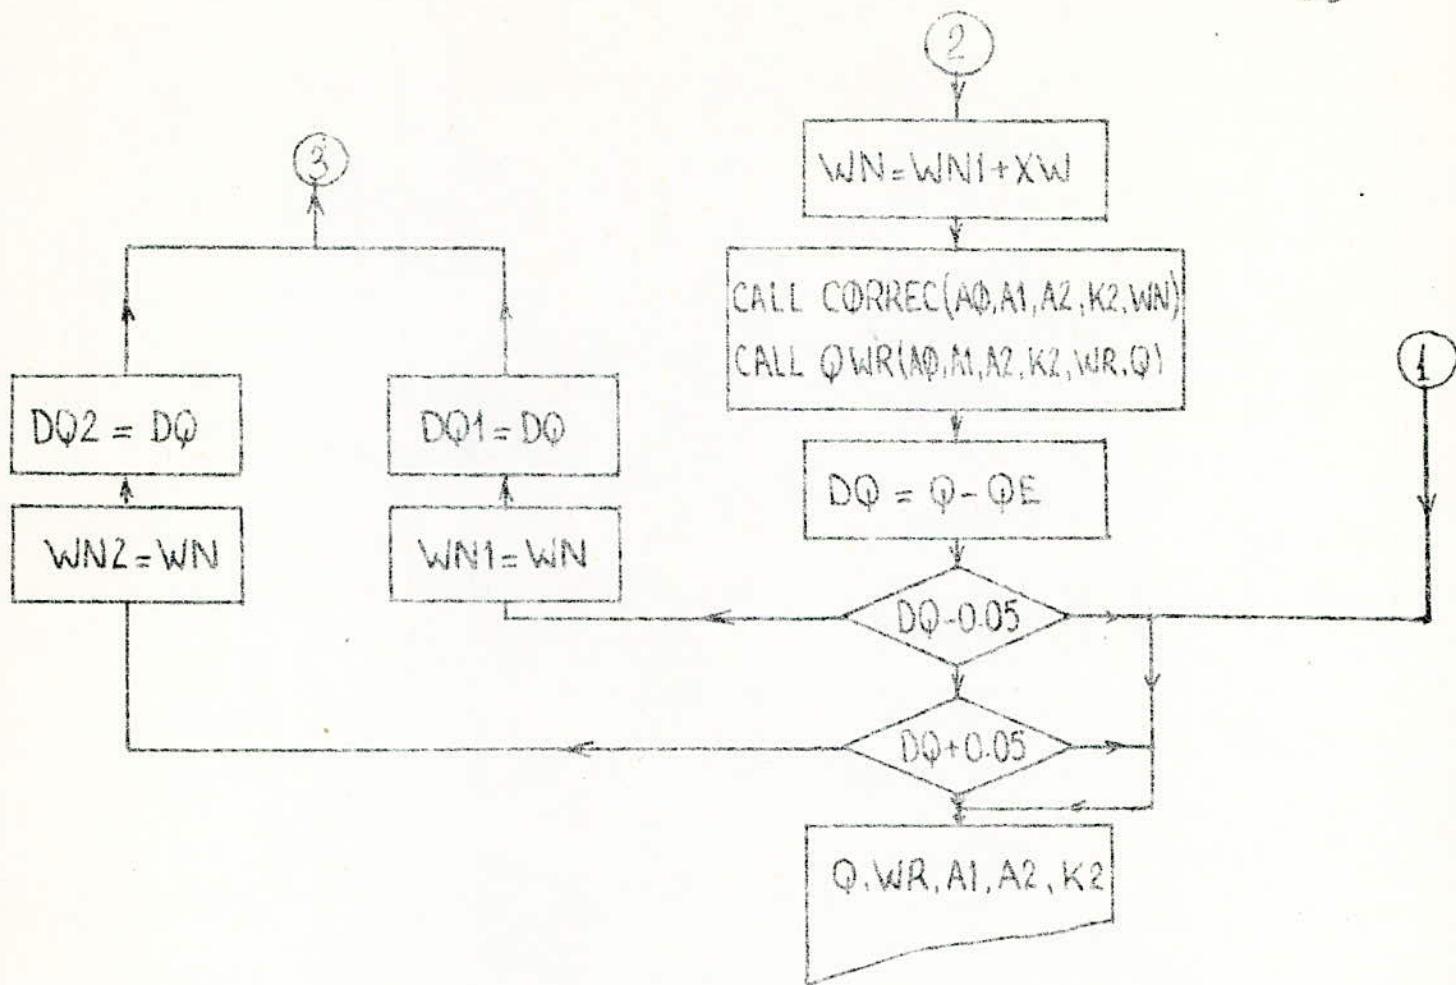 2
WN=WN1+XW
CALL CØRREC(AØ,A1,A2,K2,WN)
CALL QWR(AØ,A1,A2,K2,WR,Q)
DQ = Q-QE
DQ-0.05
DQ+0.05
Q.WR,A1,A2,K2
1
3
DQ2 = DQ
WN2=WN
DQ1=DQ
WN1=WN